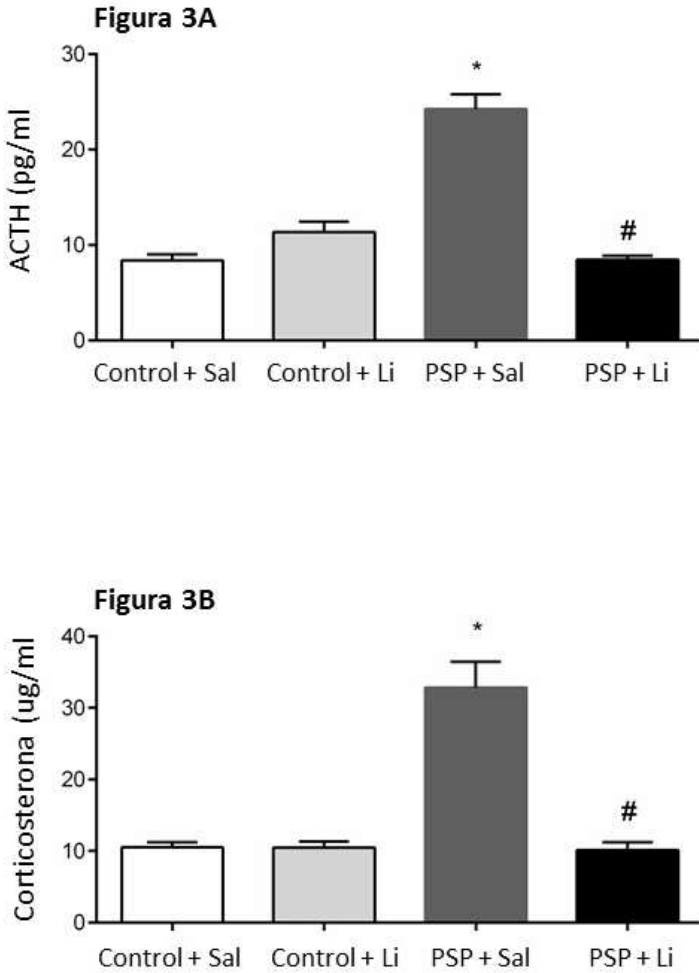 Figura 3A
30
*
20
ACTH (pg/ml)
10
#
0
Control + Sal Control + Li PSP + Sal PSP + Li
Figura 3B
40
*
30
Corticosterona (ug/ml)
20
#
10
0
Control + Sal Control + Li PSP + Sal PSP + Li